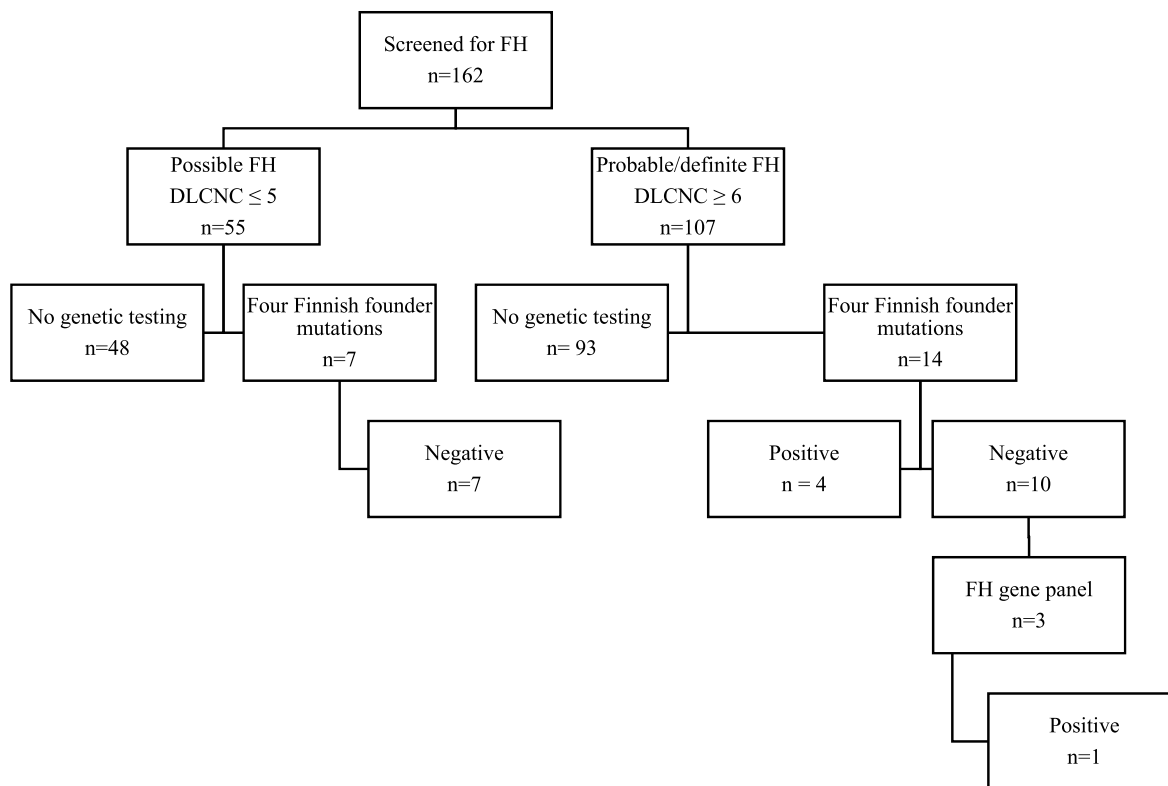 Screened for FH
n=162
Possible FH
DLCNC ≤ 5
n=55
Probable/definite FH
DLCNC ≥ 6
n=107
No genetic testing
n=48
Four Finnish founder
mutations
n=7
No genetic testing
n= 93
Four Finnish founder
mutations
n=14
Negative
n=7
Positive
n = 4
Negative
n=10
FH gene panel
n=3
Positive
n=1